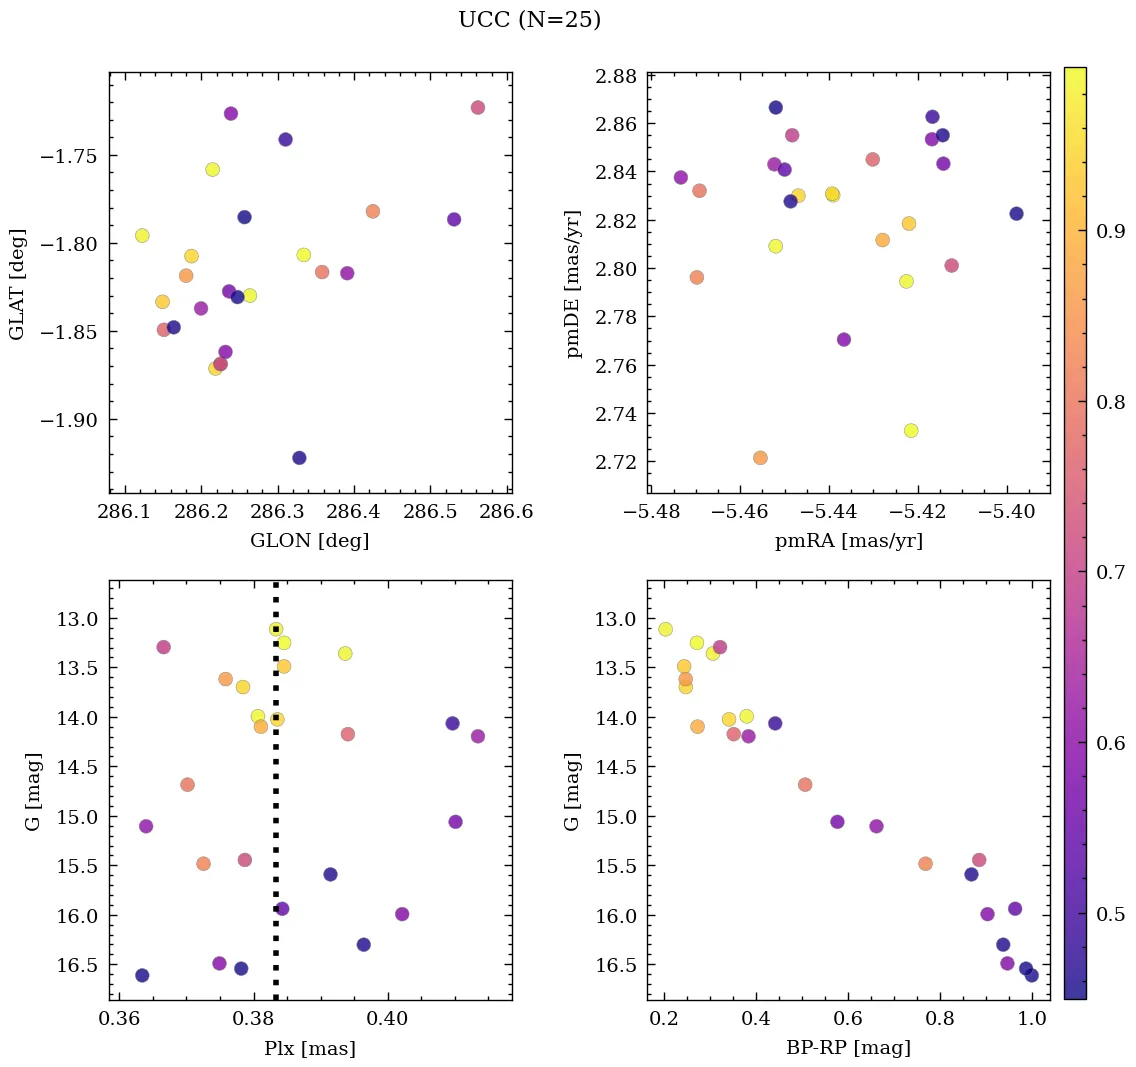 UCC (N=25)
−1.75
−1.80
−1.85
−1.90
GLAT [deg]
286.1 286.2 286.3 286.4 286.5 286.6
GLON [deg]
2.88
2.86
2.84
2.82
2.80
2.78
2.76
2.74
2.72
pmDE [mas/yr]
−5.48 −5.46 −5.44 −5.42 −5.40
pmRA [mas/yr]
13.0
13.5
14.0
14.5
15.0
15.5
16.0
16.5
G [mag]
0.36 0.38 0.40
Plx [mas]
13.0
13.5
14.0
14.5
15.0
15.5
16.0
16.5
G [mag]
0.2 0.4 0.6 0.8 1.0
BP-RP [mag]
0.9
0.8
0.7
0.6
0.5